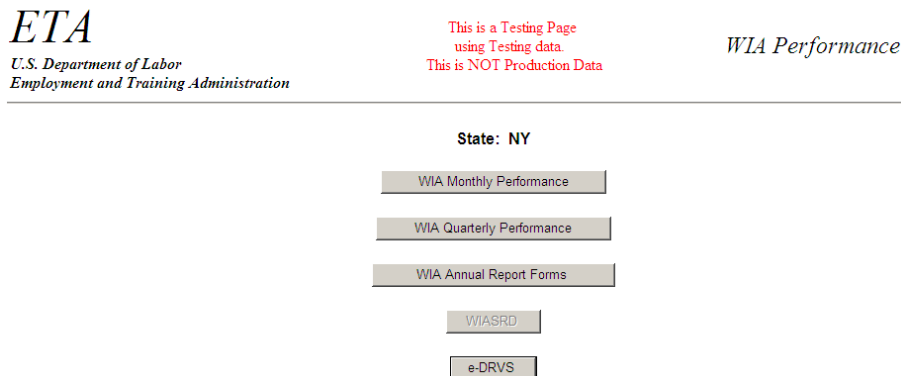 ETA
U.S. Department of Labor
Employment and Training Administration
This is a Testing Page
using Testing data.
This is NOT Production Data
WIA Performance
State: NY
WIA Monthly Performance
WIA Quarterly Performance
WIA Annual Report Forms
WIASRD
e-DRVS